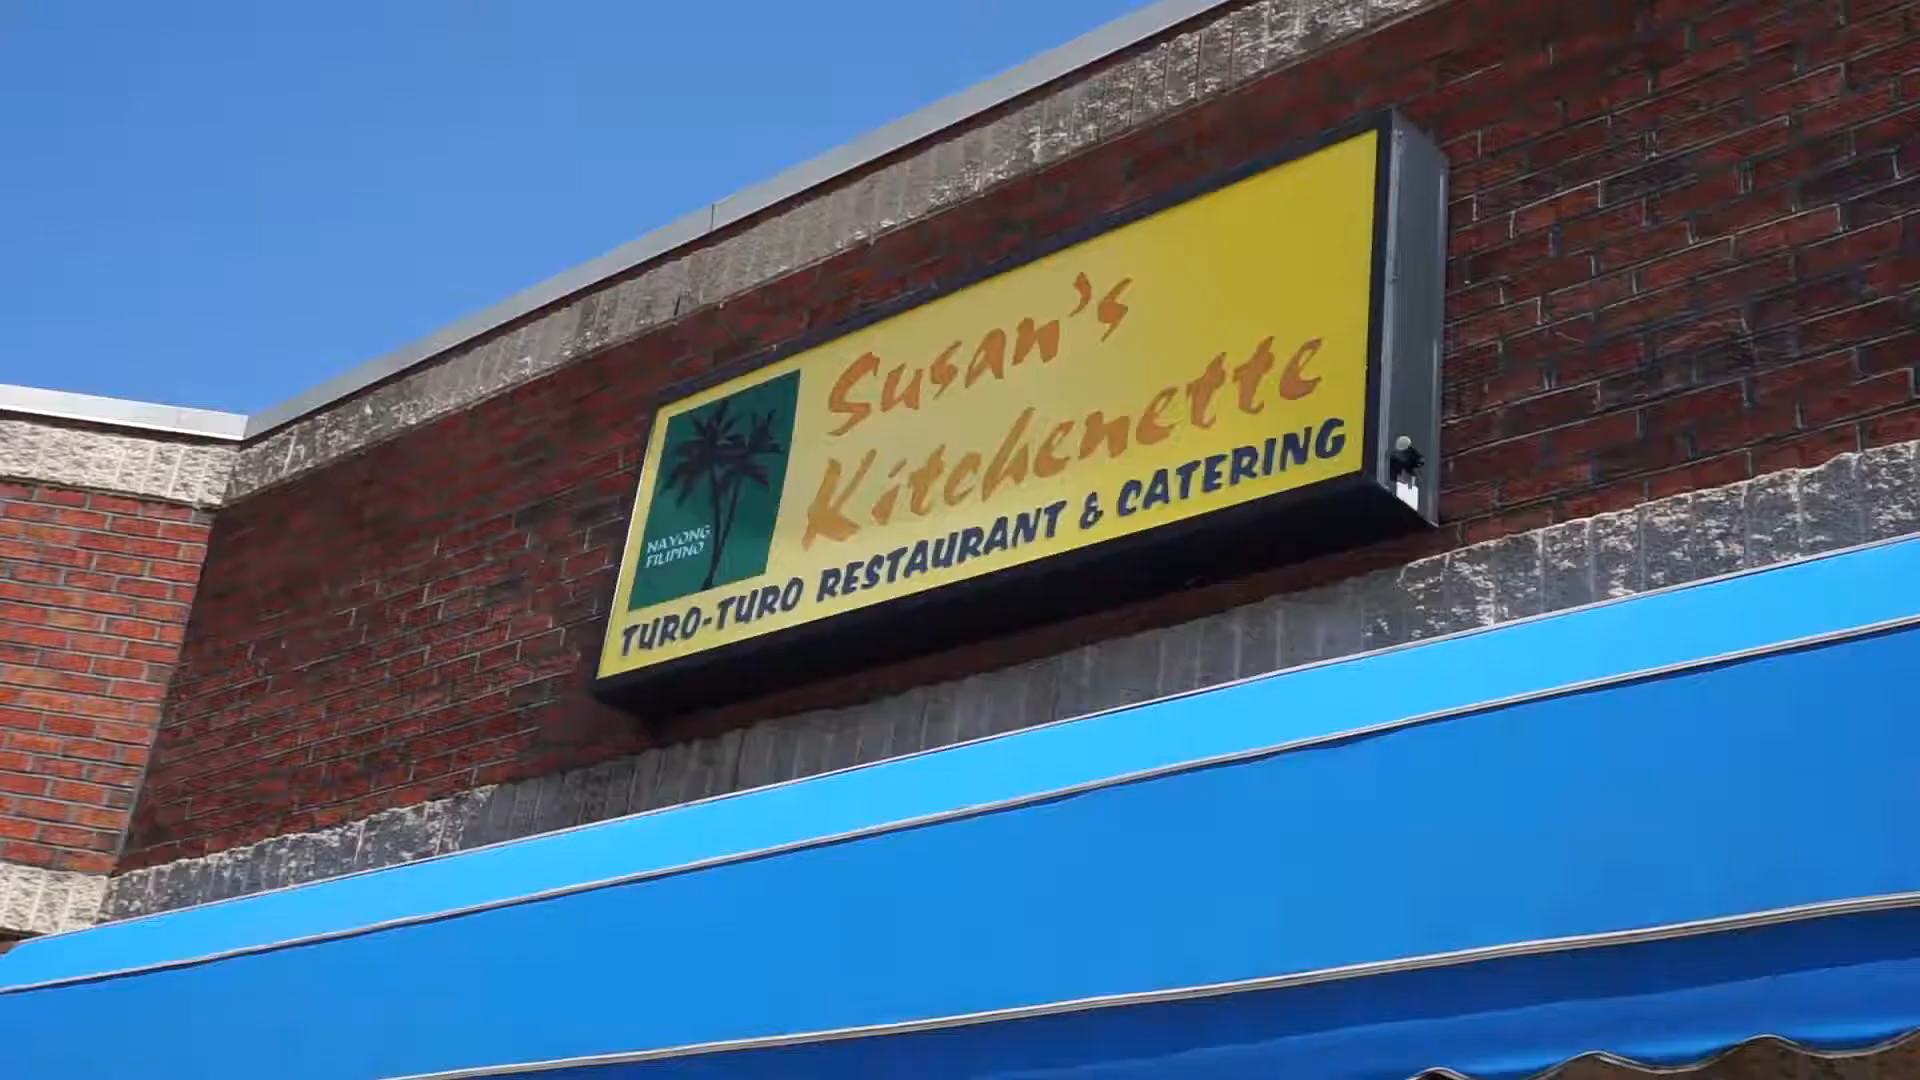 Susan's
Kitchenette
NAYONG
FILIPINO
TURO-TURO RESTAURANT & CATERING